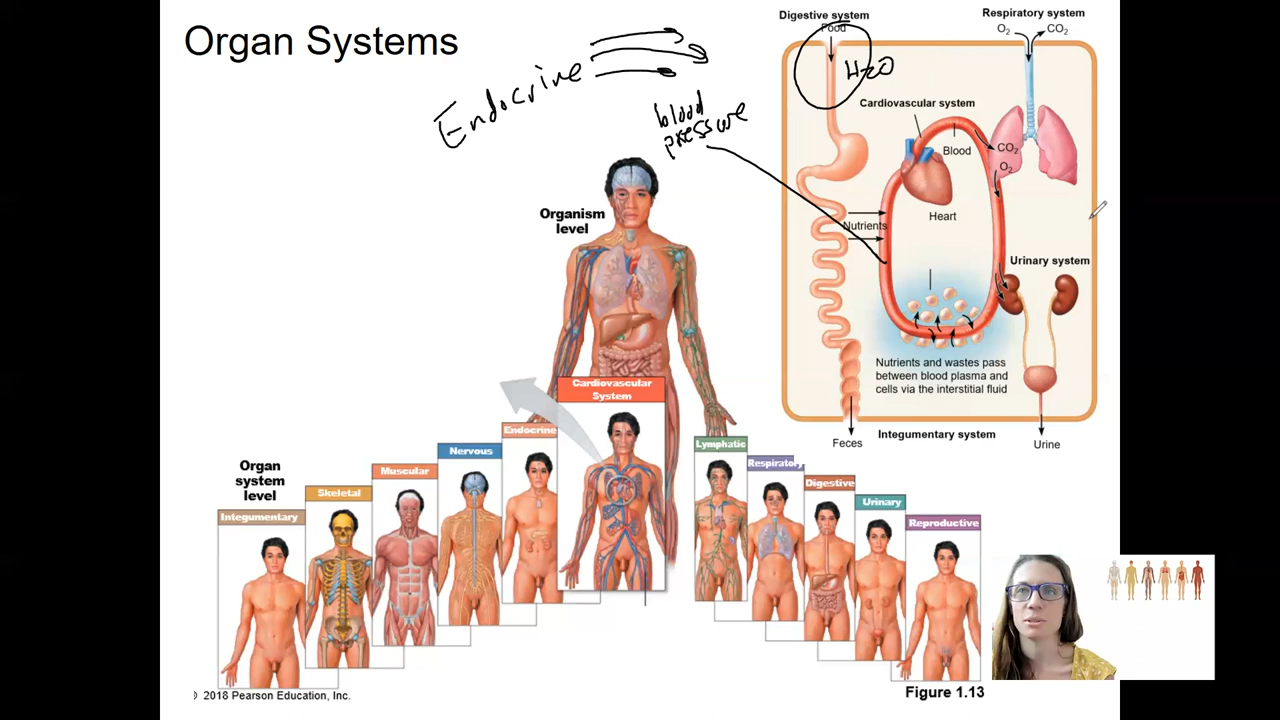 Organ Systems
Endocrine
blood
pressure
H2O
Digestive system
Food
Respiratory system
O2
CO2
Cardiovascular system
Blood
CO2
O2
Heart
Nutrients
Urinary system
Nutrients and wastes pass
between blood plasma and
cells via the interstitial fluid
Feces
Integumentary system
Urine
Organism
level
Cardiovascular
System
Organ
system
level
Integumentary
Skeletal
Muscular
Nervous
Endocrine
Lymphatic
Respiratory
Digestive
Urinary
Reproductive
© 2018 Pearson Education, Inc.
Figure 1.13